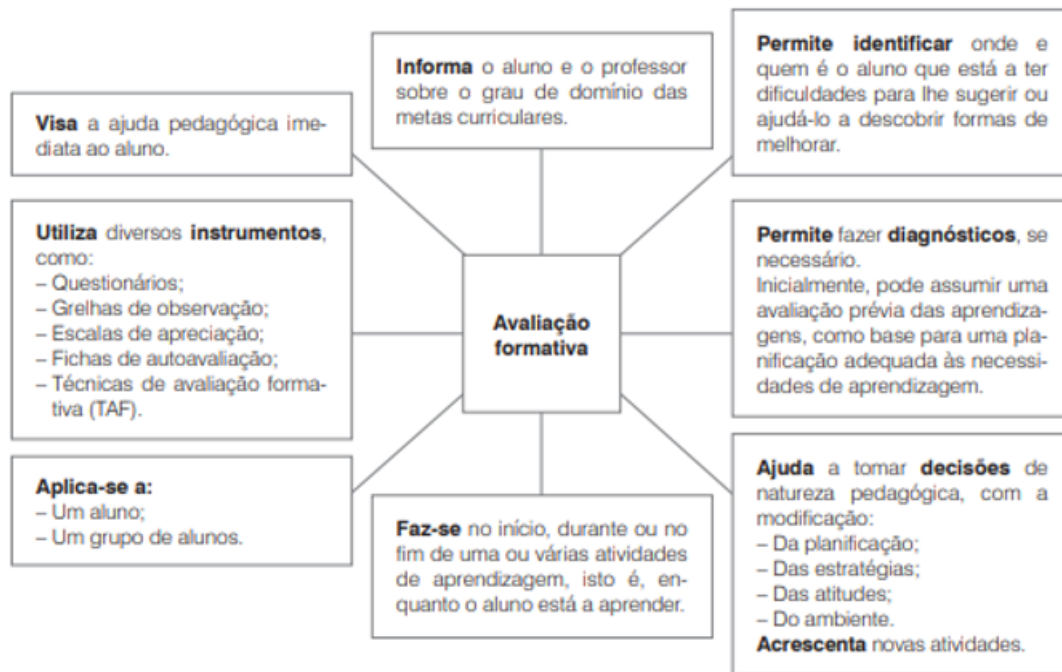 Informa o aluno e o professor
sobre o grau de domínio das
metas curriculares.
Permite identificar onde e
quem é o aluno que está a ter
dificuldades para lhe sugerir ou
ajudá-lo a descobrir formas de
melhorar.
Visa a ajuda pedagógica ime-
diata ao aluno.
Utiliza diversos instrumentos,
como:
– Questionários;
– Grelhas de observação;
– Escalas de apreciação;
– Fichas de autoavaliação;
– Técnicas de avaliação forma-
tiva (TAF).
Avaliação
formativa
Permite fazer diagnósticos, se
necessário.
Inicialmente, pode assumir uma
avaliação prévia das aprendiza-
gens, como base para uma pla-
nificação adequada às necessi-
dades de aprendizagem.
Aplica-se a:
– Um aluno;
– Um grupo de alunos.
Faz-se no início, durante ou no
fim de uma ou várias atividades
de aprendizagem, isto é, en-
quanto o aluno está a aprender.
Ajuda a tomar decisões de
natureza pedagógica, com a
modificação:
– Da planificação;
– Das estratégias;
– Das atitudes;
– Do ambiente.
Acrescenta novas atividades.